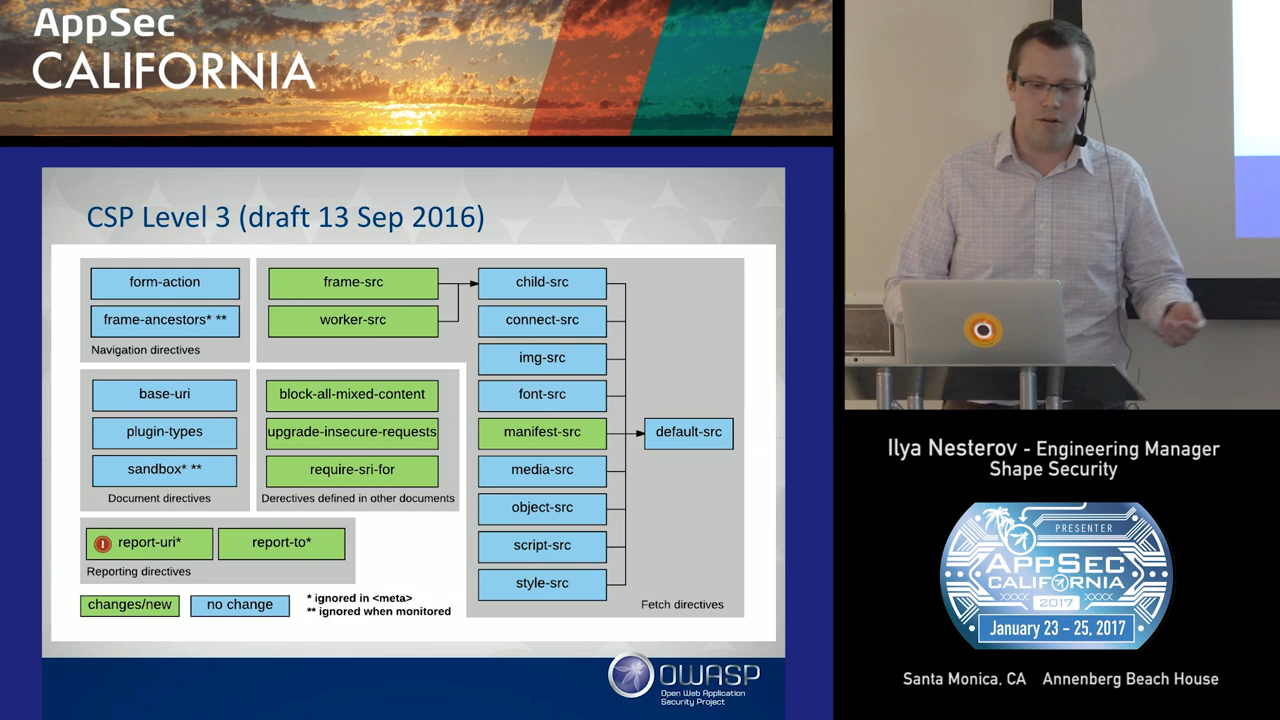 AppSec
CALIFORNIA
CSP Level 3 (draft 13 Sep 2016)
form-action
frame-ancestors* **
Navigation directives
frame-src
worker-src
child-src
connect-src
img-src
font-src
manifest-src
media-src
object-src
script-src
style-src
default-src
Fetch directives
base-uri
plugin-types
sandbox* **
Document directives
block-all-mixed-content
upgrade-insecure-requests
require-sri-for
Derectives defined in other documents
! report-uri*
report-to*
Reporting directives
changes/new
no change
* ignored in <meta>
** ignored when monitored
OWASP
Open Web Application
Security Project
Ilya Nesterov - Engineering Manager
Shape Security
PRESENTER
APPSEC
CALIFORNIA
2017
January 23 – 25, 2017
Santa Monica, CA Annenberg Beach House